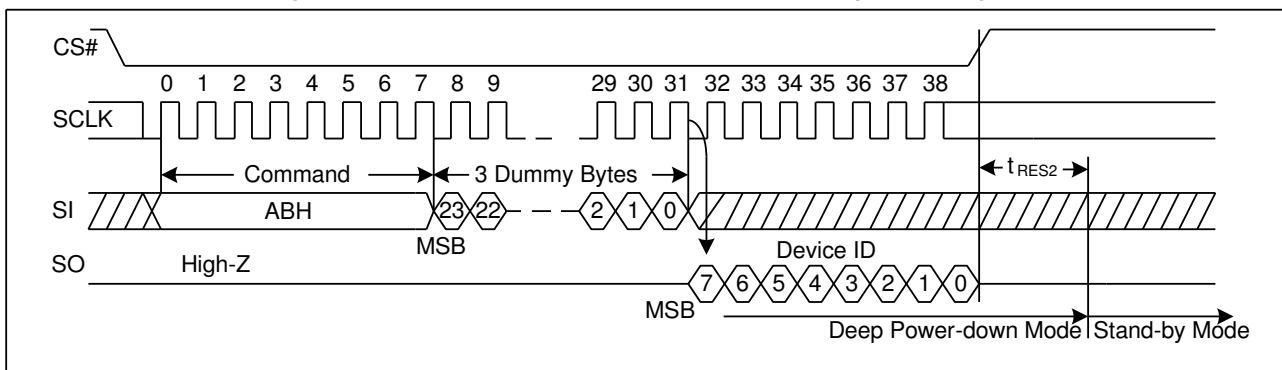 CS#
0 1 2 3 4 5 6 7 8 9 29 30 31 32 33 34 35 36 37 38
SCLK
Command 3 Dummy Bytes tRES2
SI ABH 23 22 2 1 0
MSB Device ID
SO High-Z
7 6 5 4 3 2 1 0
MSB
Deep Power-down Mode Stand-by Mode